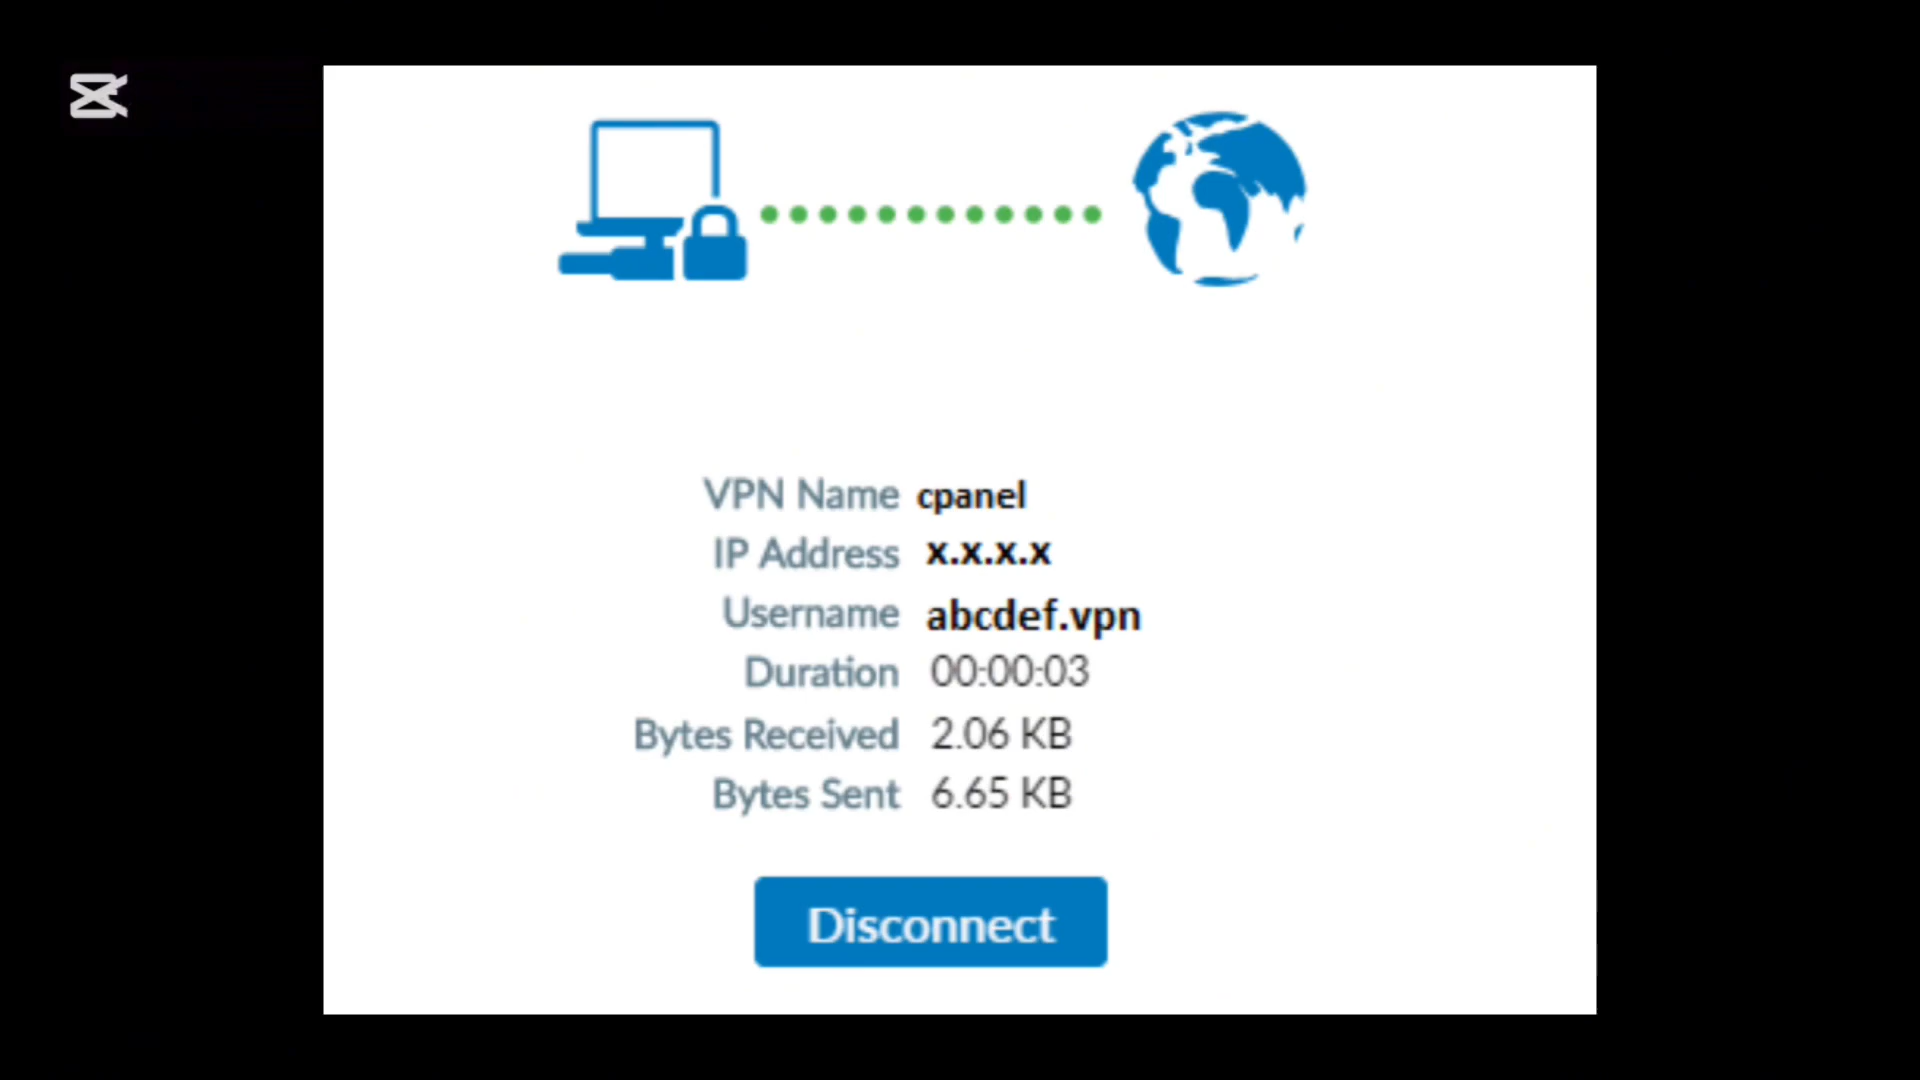 VPN Name cpanel
IP Address x.x.x.x
Username abcdef.vpn
Duration 00:00:03
Bytes Received 2.06 KB
Bytes Sent 6.65 KB
Disconnect